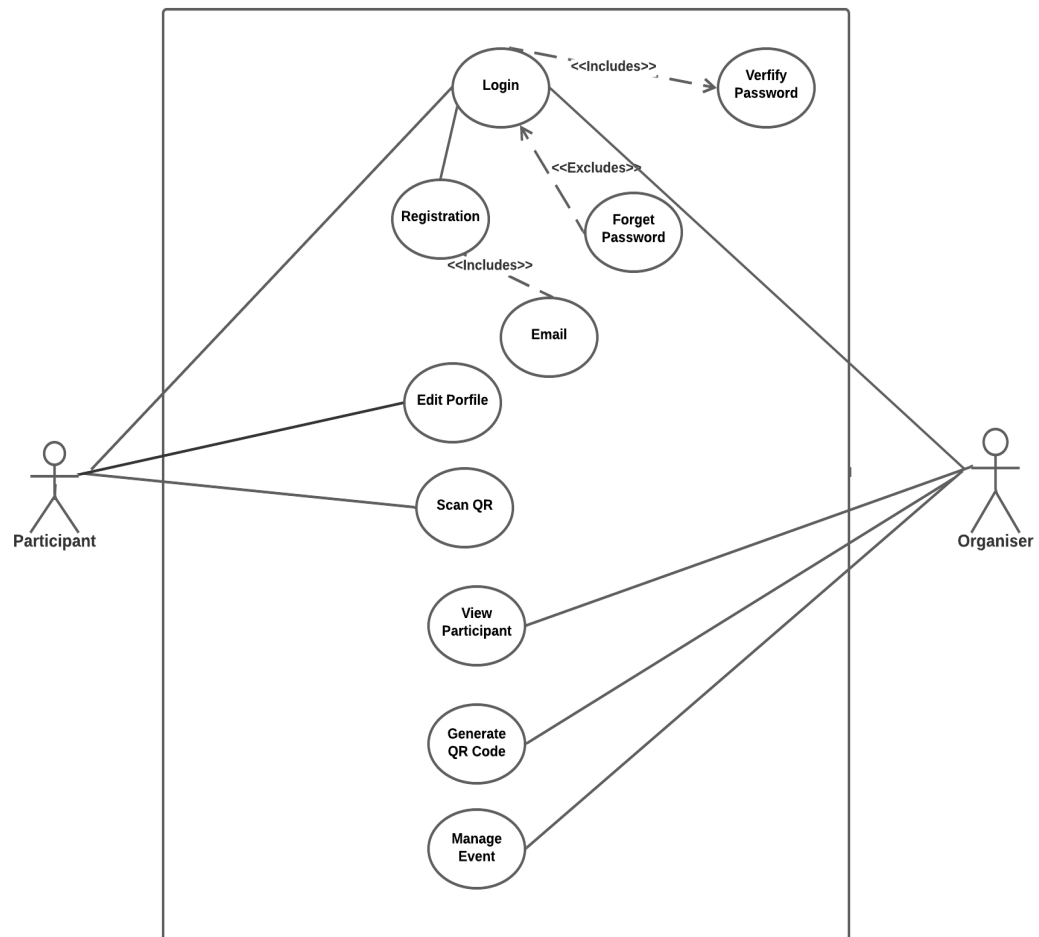 Login
<<Includes>>
Verfify
Password
<<Excludes>>
Registration
Forget
Password
<<Includes>>
Email
Edit Porfile
Scan QR
Participant
Organiser
View
Participant
Generate
QR Code
Manage
Event